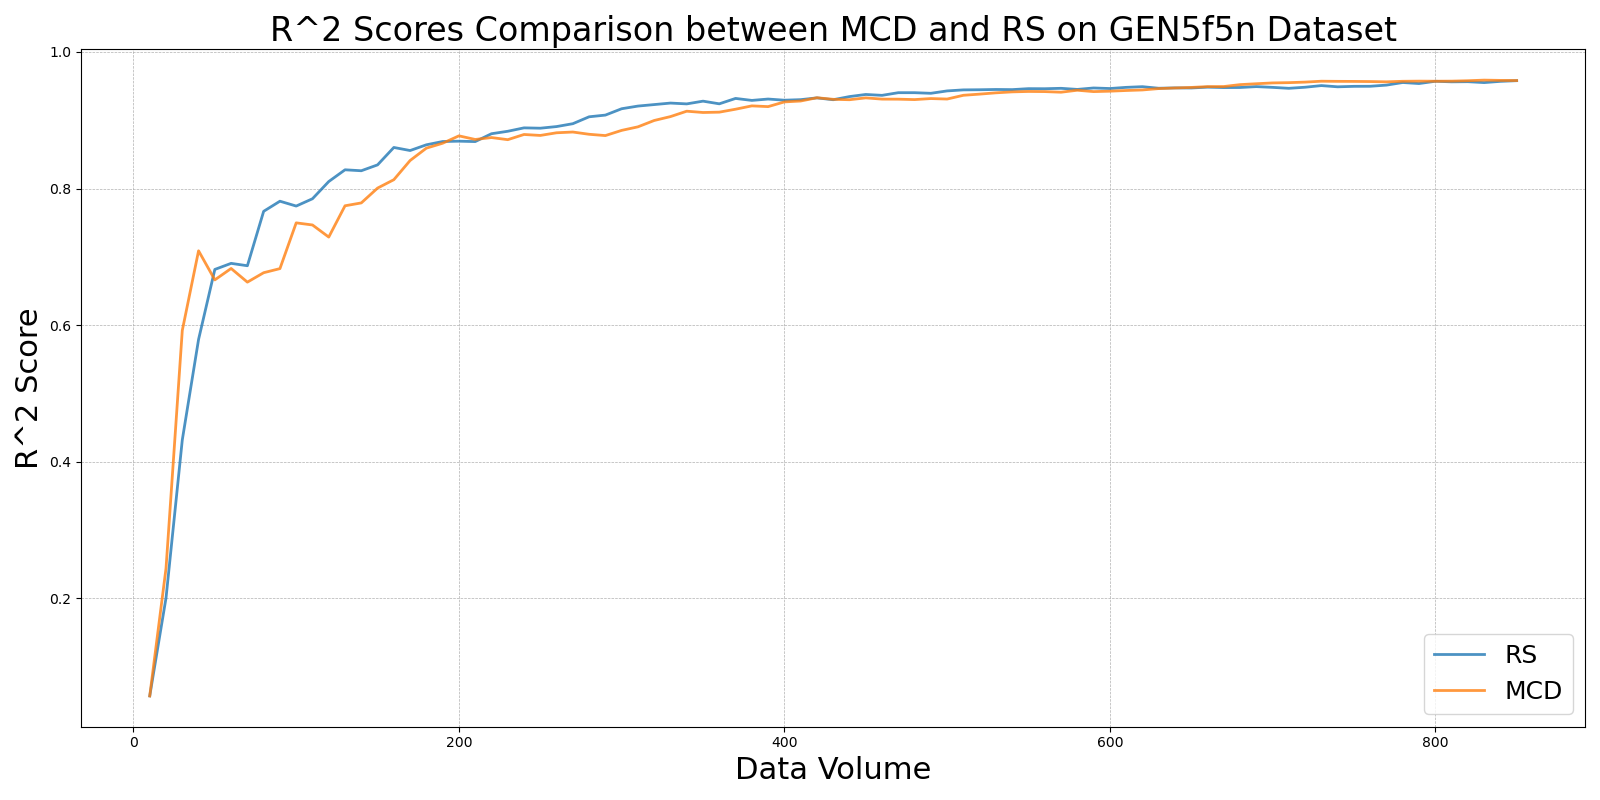 R^2 Scores Comparison between MCD and RS on GEN5f5n Dataset
R^2 Score
1.0
0.8
0.6
0.4
0.2
0
200
400
600
800
Data Volume
RS
MCD